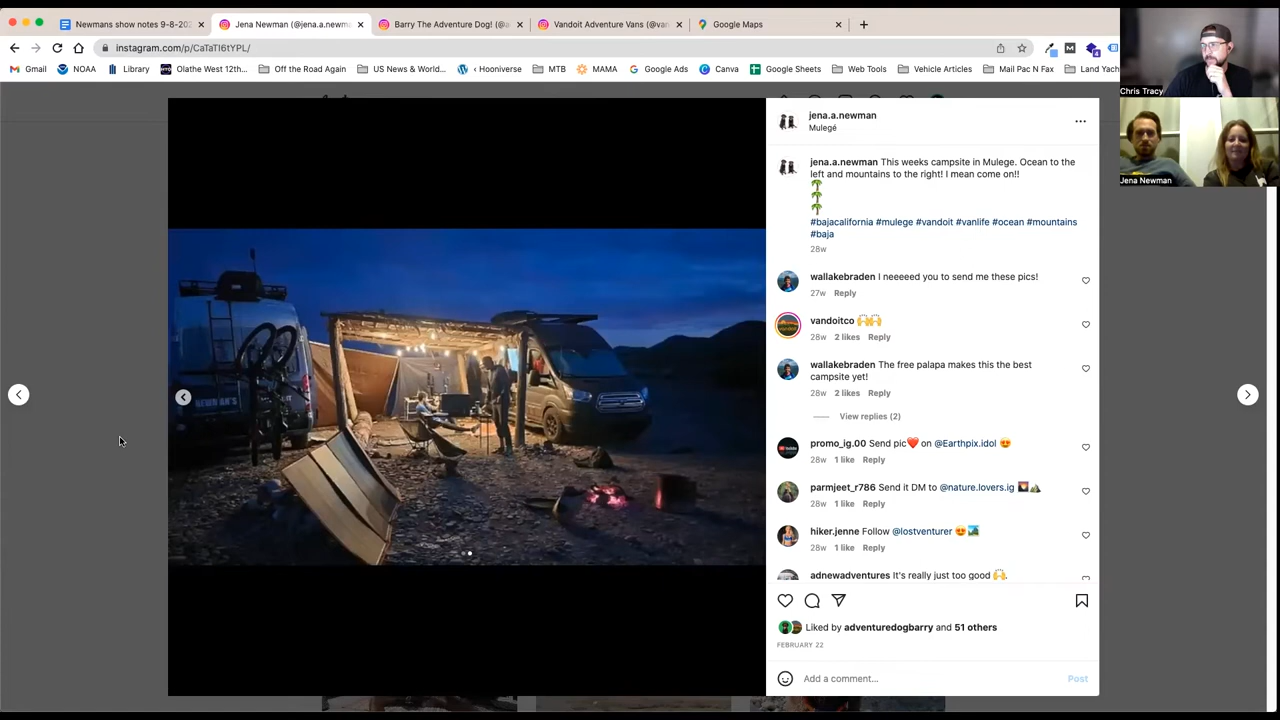 Newmans show notes 9-8-202
Jena Newman (@jena.a.newma
Barry The Adventure Dog! (@a
Vandoit Adventure Vans (@van
Google Maps
instagram.com/p/CaTaTI6tYPL/
Gmail
NOAA
Library
Olathe West 12th...
Off the Road Again
US News & World...
Hooniverse
MTB
MAMA
Google Ads
Canva
Google Sheets
Web Tools
Vehicle Articles
Mail Pac N Fax
Land Yach
Chris Tracy
Jena Newman
jena.a.newman
Mulegé
jena.a.newman This weeks campsite in Mulege. Ocean to the
left and mountains to the right! I mean come on!!
🌴
🌴
🌴
#bajacalifornia #mulege #vandoit #vanlife #ocean #mountains
#baja
28w
wallakebraden I neeeeed you to send me these pics!
27w Reply
vandoitco 🙌🙌
28w 2 likes Reply
wallakebraden The free palapa makes this the best
campsite yet!
28w 2 likes Reply
View replies (2)
promo_ig.00 Send pic❤️ on @Earthpix.idol 😍
28w 1 like Reply
parmjeet_r786 Send it DM to @nature.lovers.ig 🌄🏔️
28w 1 like Reply
hiker.jenne Follow @lostventurer 😍🏞️
28w 1 like Reply
adnewadventures It's really just too good 🙌.
Liked by adventuredogbarry and 51 others
FEBRUARY 22
Add a comment...
Post